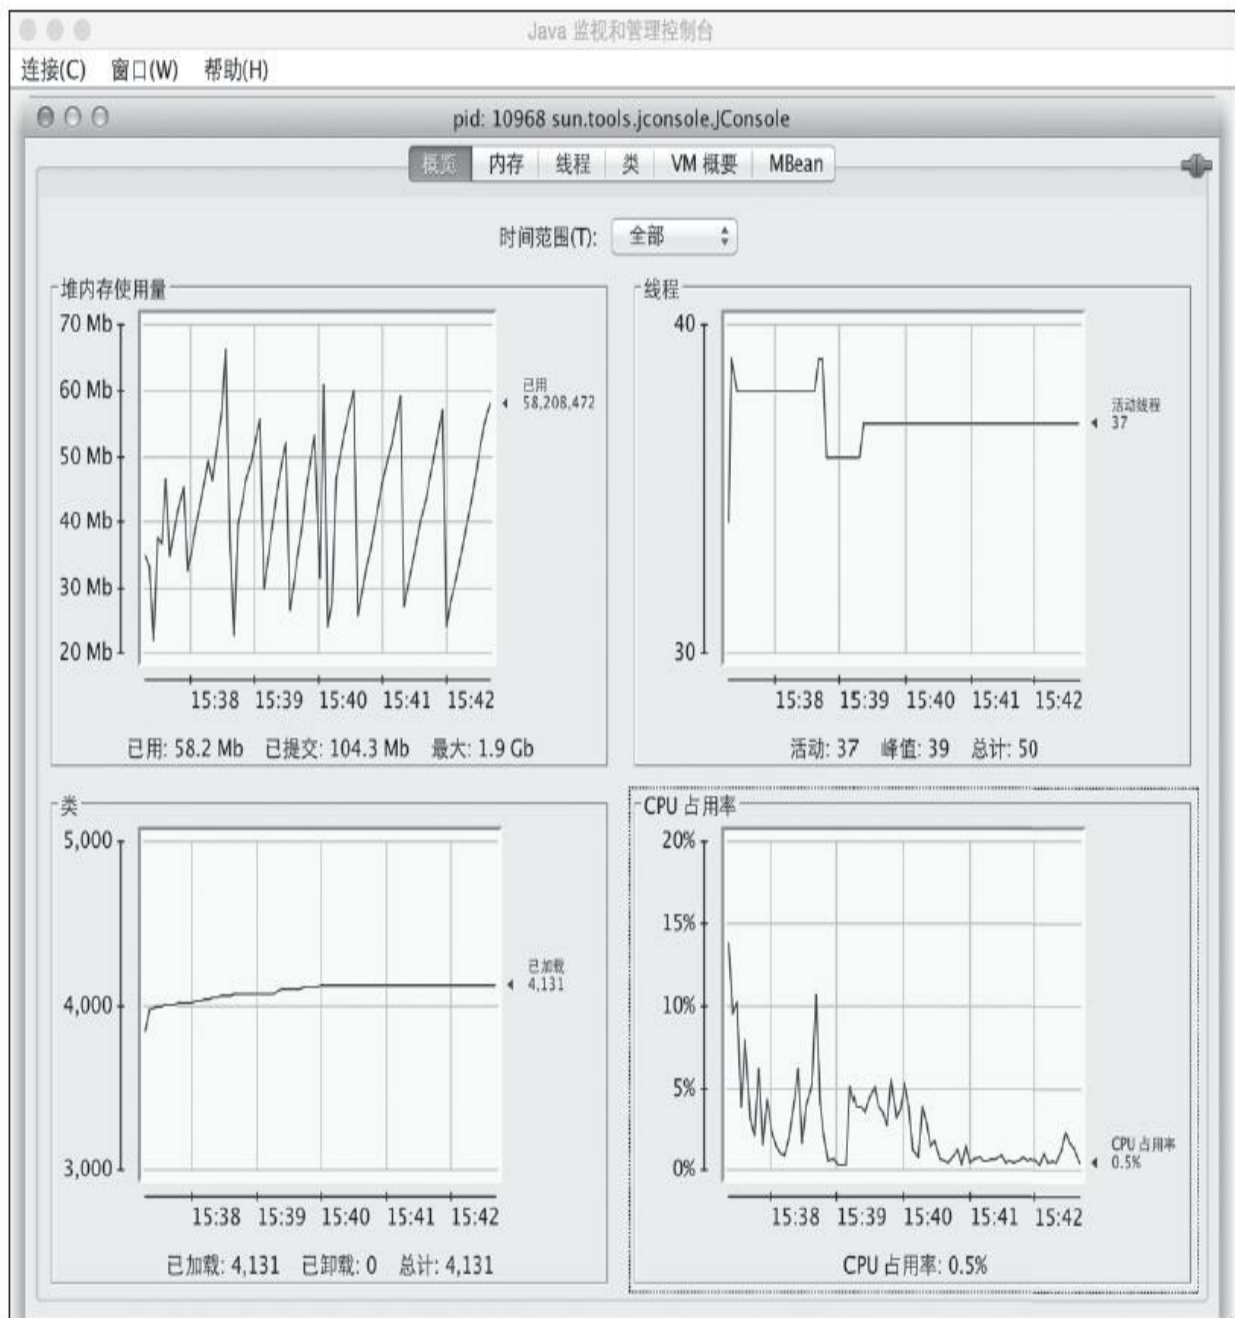 Java 监视和管理控制台
连接(C) 窗口(W) 帮助(H)
pid: 10968 sun.tools.jconsole.JConsole
概览 内存 线程 类 VM 概要 MBean
时间范围(T): 全部
堆内存使用量
70 Mb
60 Mb
50 Mb
40 Mb
30 Mb
20 Mb
已用
58,208,472
15:38 15:39 15:40 15:41 15:42
已用: 58.2 Mb 已提交: 104.3 Mb 最大: 1.9 Gb
线程
40
30
活动线程
37
15:38 15:39 15:40 15:41 15:42
活动: 37 峰值: 39 总计: 50
类
5,000
4,000
3,000
已加载
4,131
15:38 15:39 15:40 15:41 15:42
已加载: 4,131 已卸载: 0 总计: 4,131
CPU 占用率
20%
15%
10%
5%
0%
CPU 占用率
0.5%
15:38 15:39 15:40 15:41 15:42
CPU 占用率: 0.5%